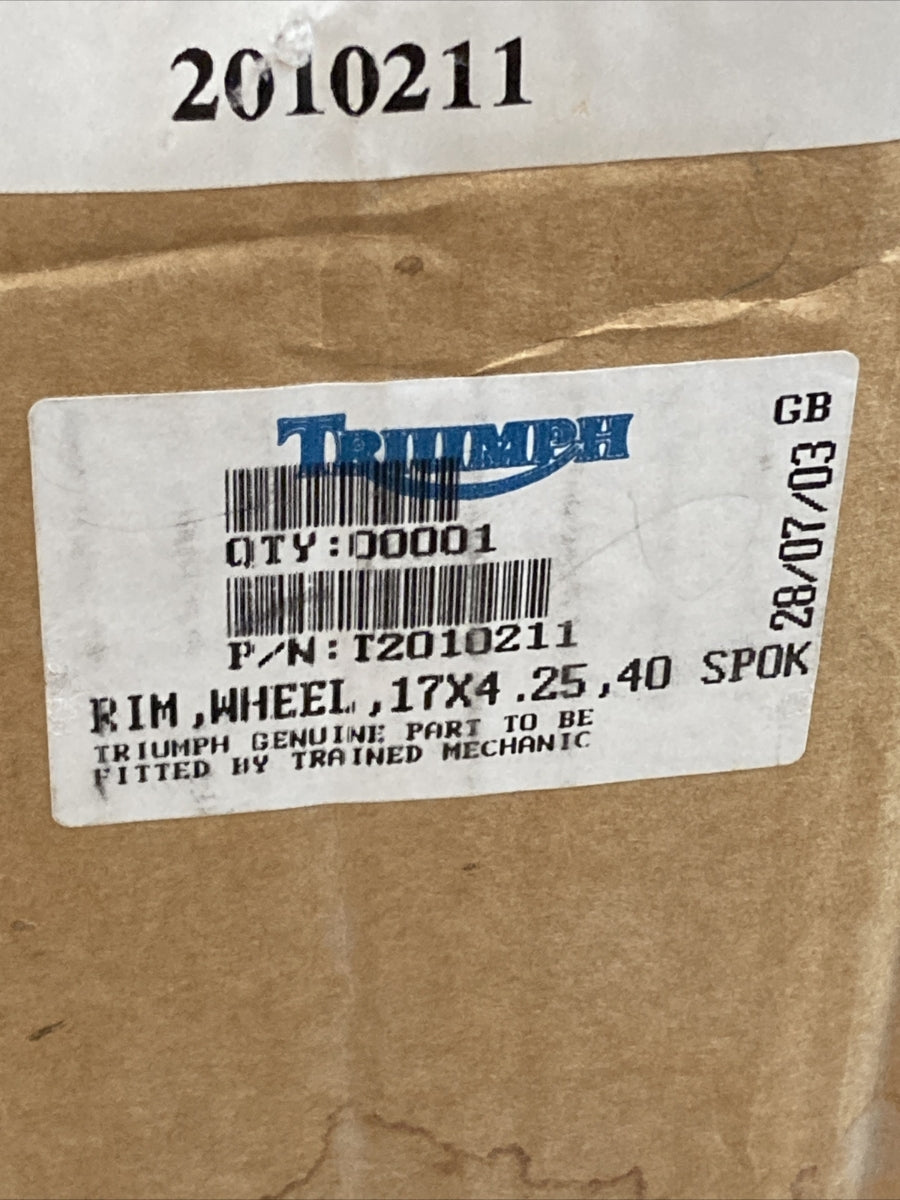 2010211
TRIUMPH
GB
28/07/03
QTY:00001
P/N:T2010211
RIM,WHEEL,17X4.25,40 SPOK
TRIUMPH GENUINE PART TO BE
FITTED BY TRAINED MECHANIC